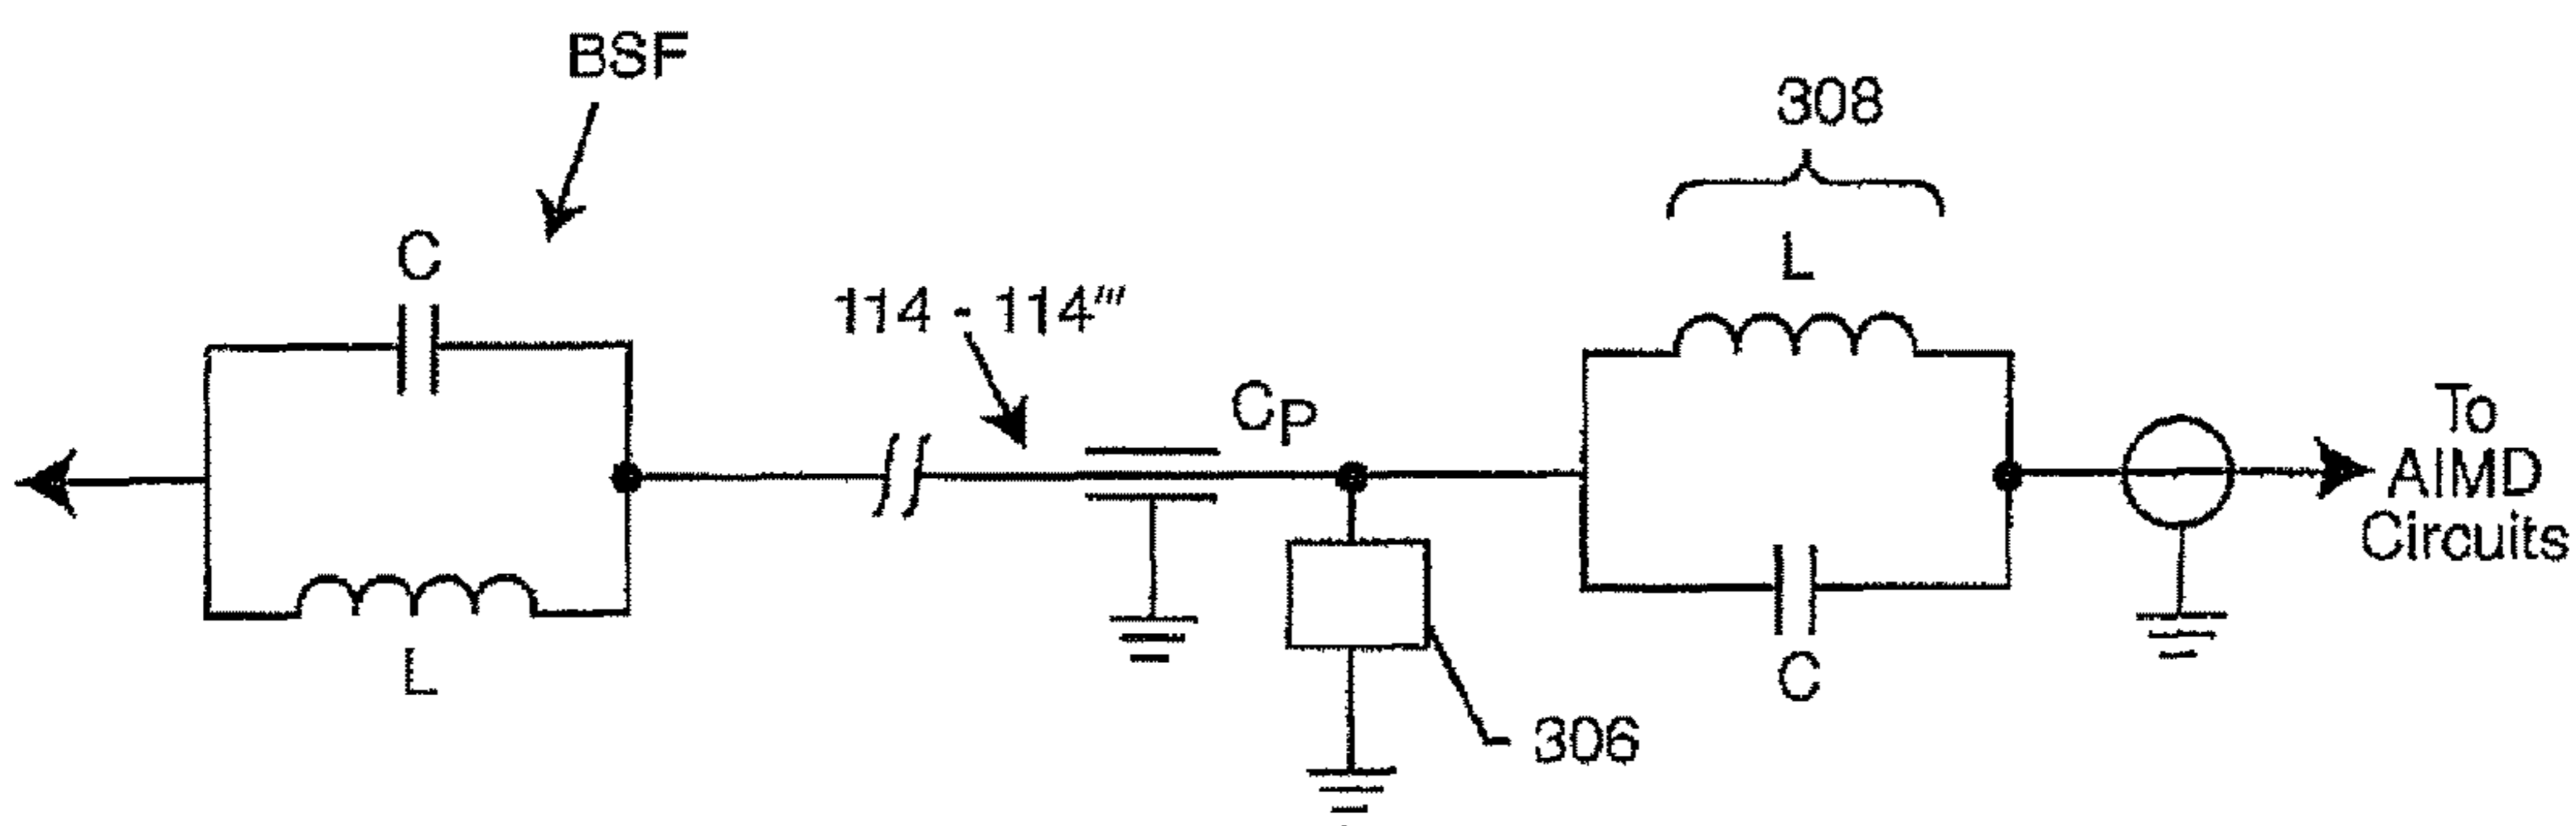 BSF
308
C
L
114 - 114‴
CP
To
AIMD
Circuits
L
C
306